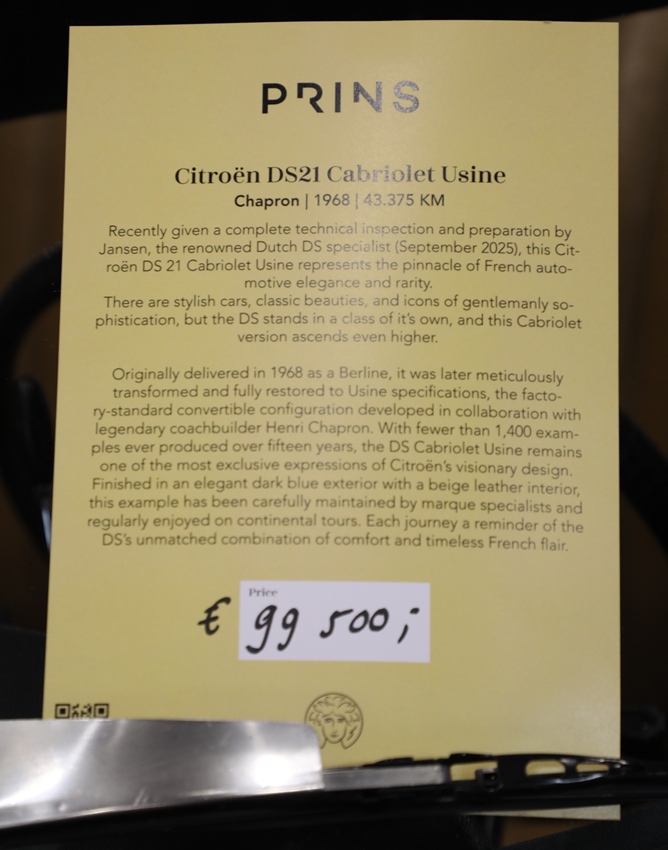 PRINS
Citroën DS21 Cabriolet Usine
Chapron | 1968 | 43.375 KM
Recently given a complete technical inspection and preparation by
Jansen, the renowned Dutch DS specialist (September 2025), this Cit-
roën DS 21 Cabriolet Usine represents the pinnacle of French auto-
motive elegance and rarity.
There are stylish cars, classic beauties, and icons of gentlemanly so-
phistication, but the DS stands in a class of it's own, and this Cabriolet
version ascends even higher.
Originally delivered in 1968 as a Berline, it was later meticulously
transformed and fully restored to Usine specifications, the facto-
ry-standard convertible configuration developed in collaboration with
legendary coachbuilder Henri Chapron. With fewer than 1,400 exam-
ples ever produced over fifteen years, the DS Cabriolet Usine remains
one of the most exclusive expressions of Citroën's visionary design.
Finished in an elegant dark blue exterior with a beige leather interior,
this example has been carefully maintained by marque specialists and
regularly enjoyed on continental tours. Each journey a reminder of the
DS's unmatched combination of comfort and timeless French flair.
Price
€ 99 500,-